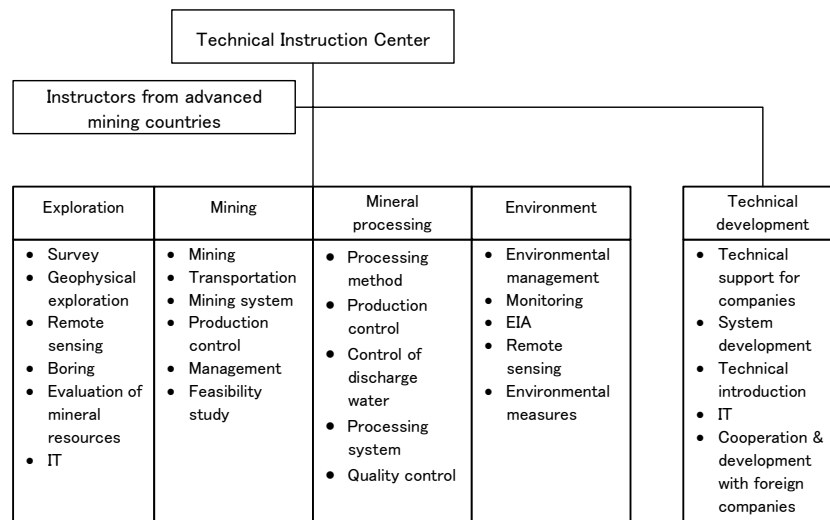 Technical Instruction Center
Instructors from advanced
mining countries
Exploration
• Survey
• Geophysical
exploration
• Remote
sensing
• Boring
• Evaluation of
mineral
resources
• IT
Mining
• Mining
• Transportation
• Mining system
• Production
control
• Management
• Feasibility
study
Mineral
processing
• Processing
method
• Production
control
• Control of
discharge
water
• Processing
system
• Quality control
Environment
• Environmental
management
• Monitoring
• EIA
• Remote
sensing
• Environmental
measures
Technical
development
• Technical
support for
companies
• System
development
• Technical
introduction
• IT
• Cooperation &
development
with foreign
companies